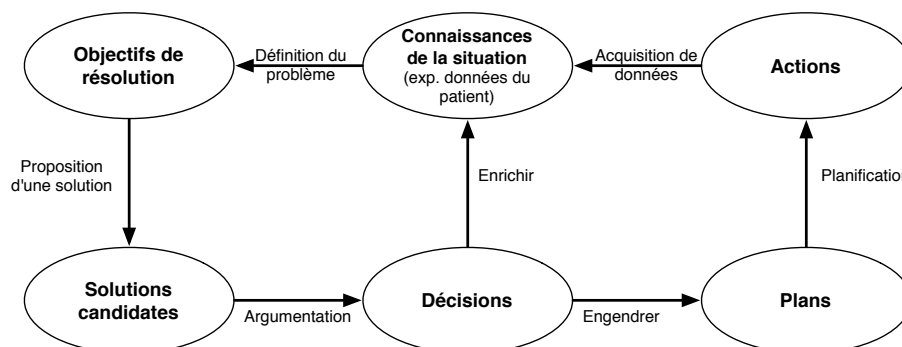 Objectifs de
résolution
Définition du
problème
Connaissances
de la situation
(exp. données du
patient)
Acquisition de
données
Actions
Proposition
d'une solution
Enrichir
Planification
Solutions
candidates
Argumentation
Décisions
Engendrer
Plans